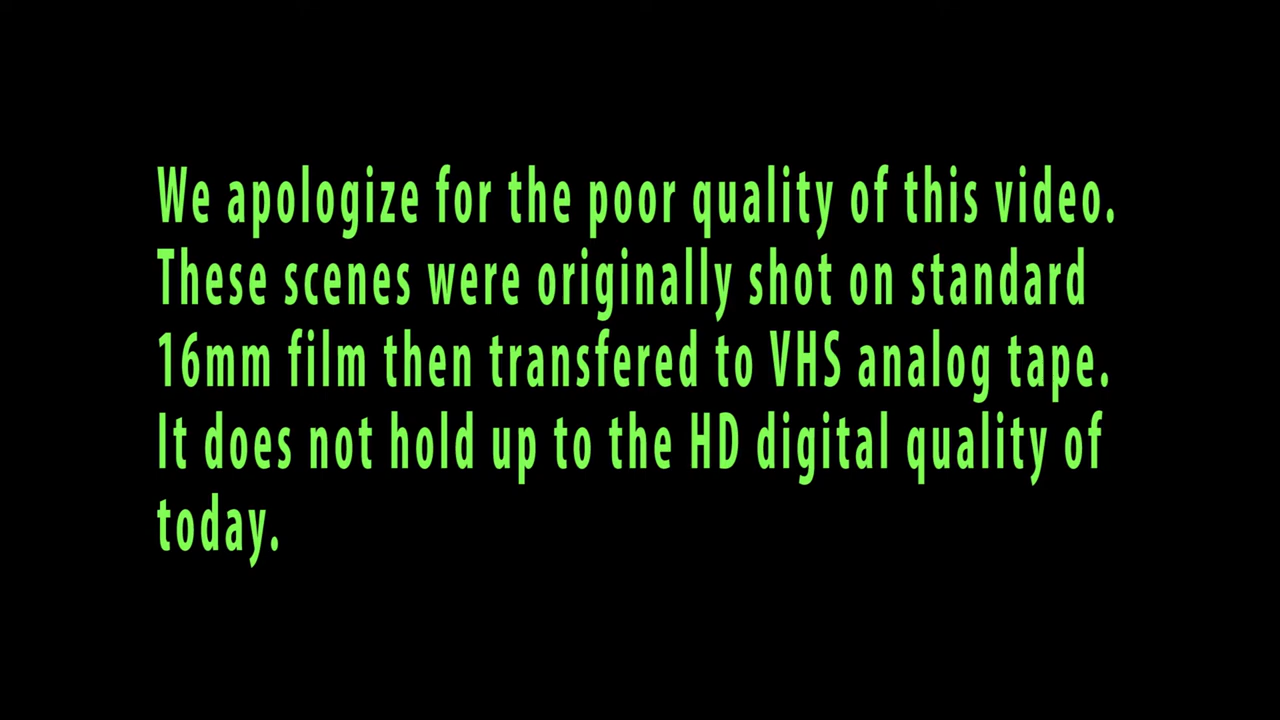 We apologize for the poor quality of this video.
These scenes were originally shot on standard
16mm film then transfered to VHS analog tape.
It does not hold up to the HD digital quality of
today.